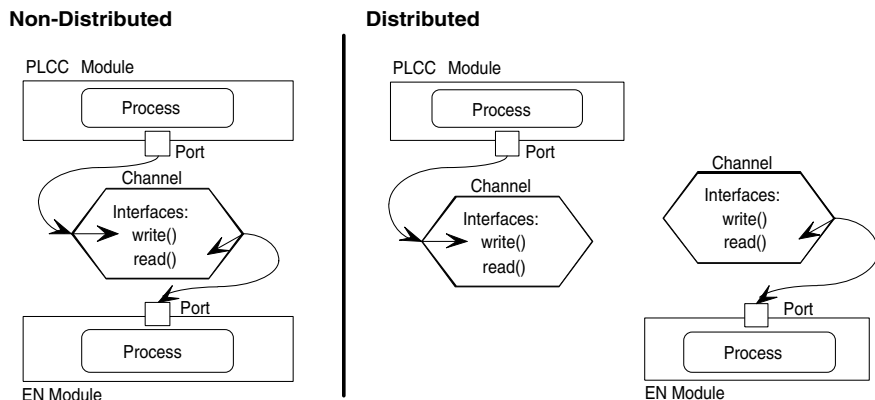 Non-Distributed
PLCC Module
Process
Port
Channel
Interfaces:
write()
read()
Port
Process
EN Module
Distributed
PLCC Module
Process
Port
Channel
Interfaces:
write()
read()
Channel
Interfaces:
write()
read()
Port
Process
EN Module